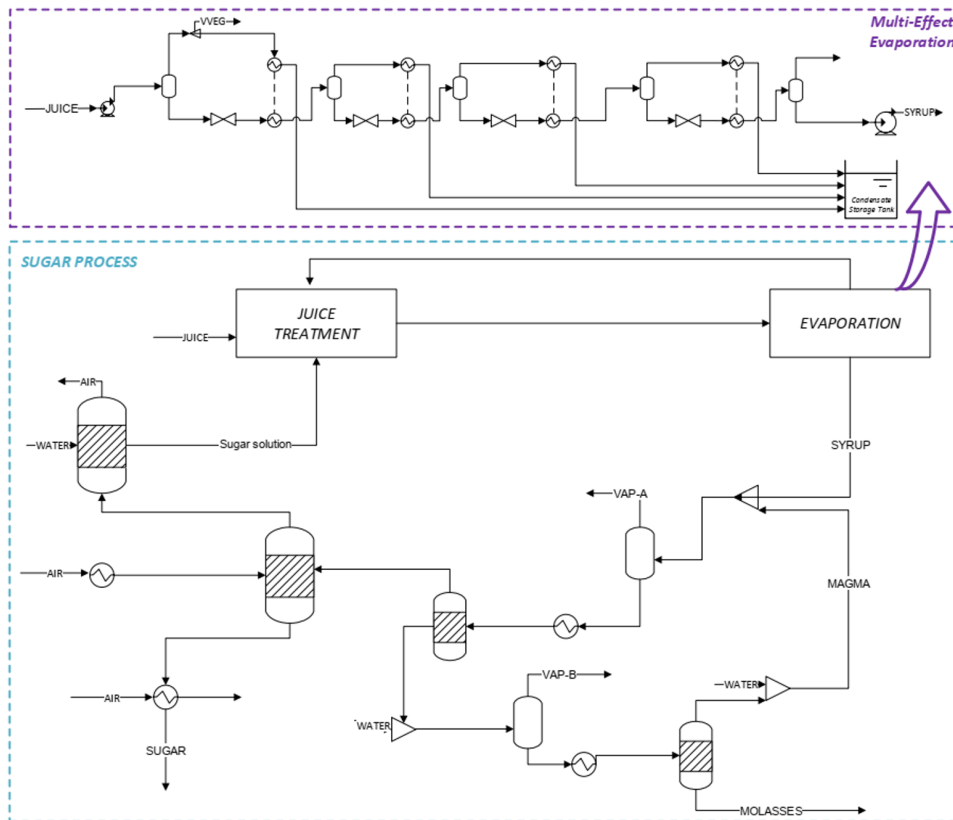 Multi-Effect
Evaporation
VVEG
JUICE
SYRUP
Condensate
Storage Tank
SUGAR PROCESS
JUICE
TREATMENT
EVAPORATION
JUICE
AIR
WATER
Sugar solution
SYRUP
VAP-A
AIR
MAGMA
VAP-B
WATER
AIR
WATER
SUGAR
MOLASSES